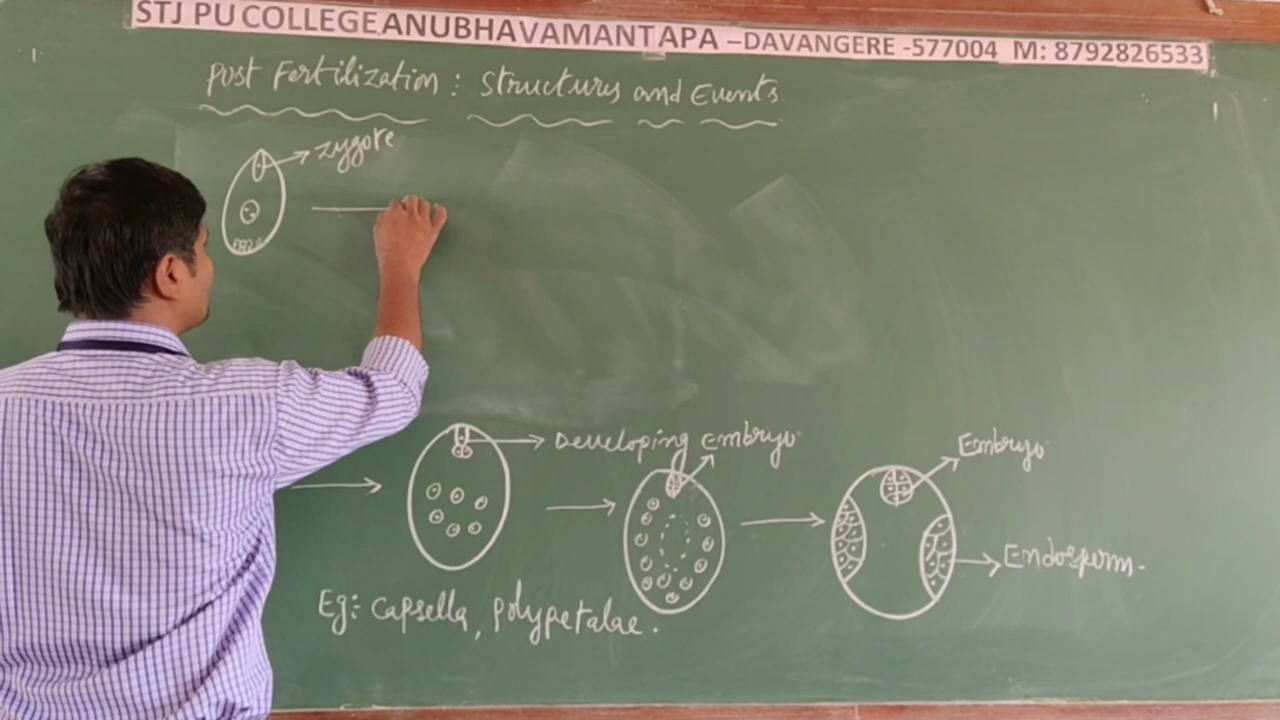 STJ PU COLLEGE ANUBHAVAMANTAPA –DAVANGERE -577004 M: 8792826533
Post Fertilization : Structures and Events
zygote
Developing Embryo
Embryo
Endosperm.
Eg: Capsella, polypetalae.